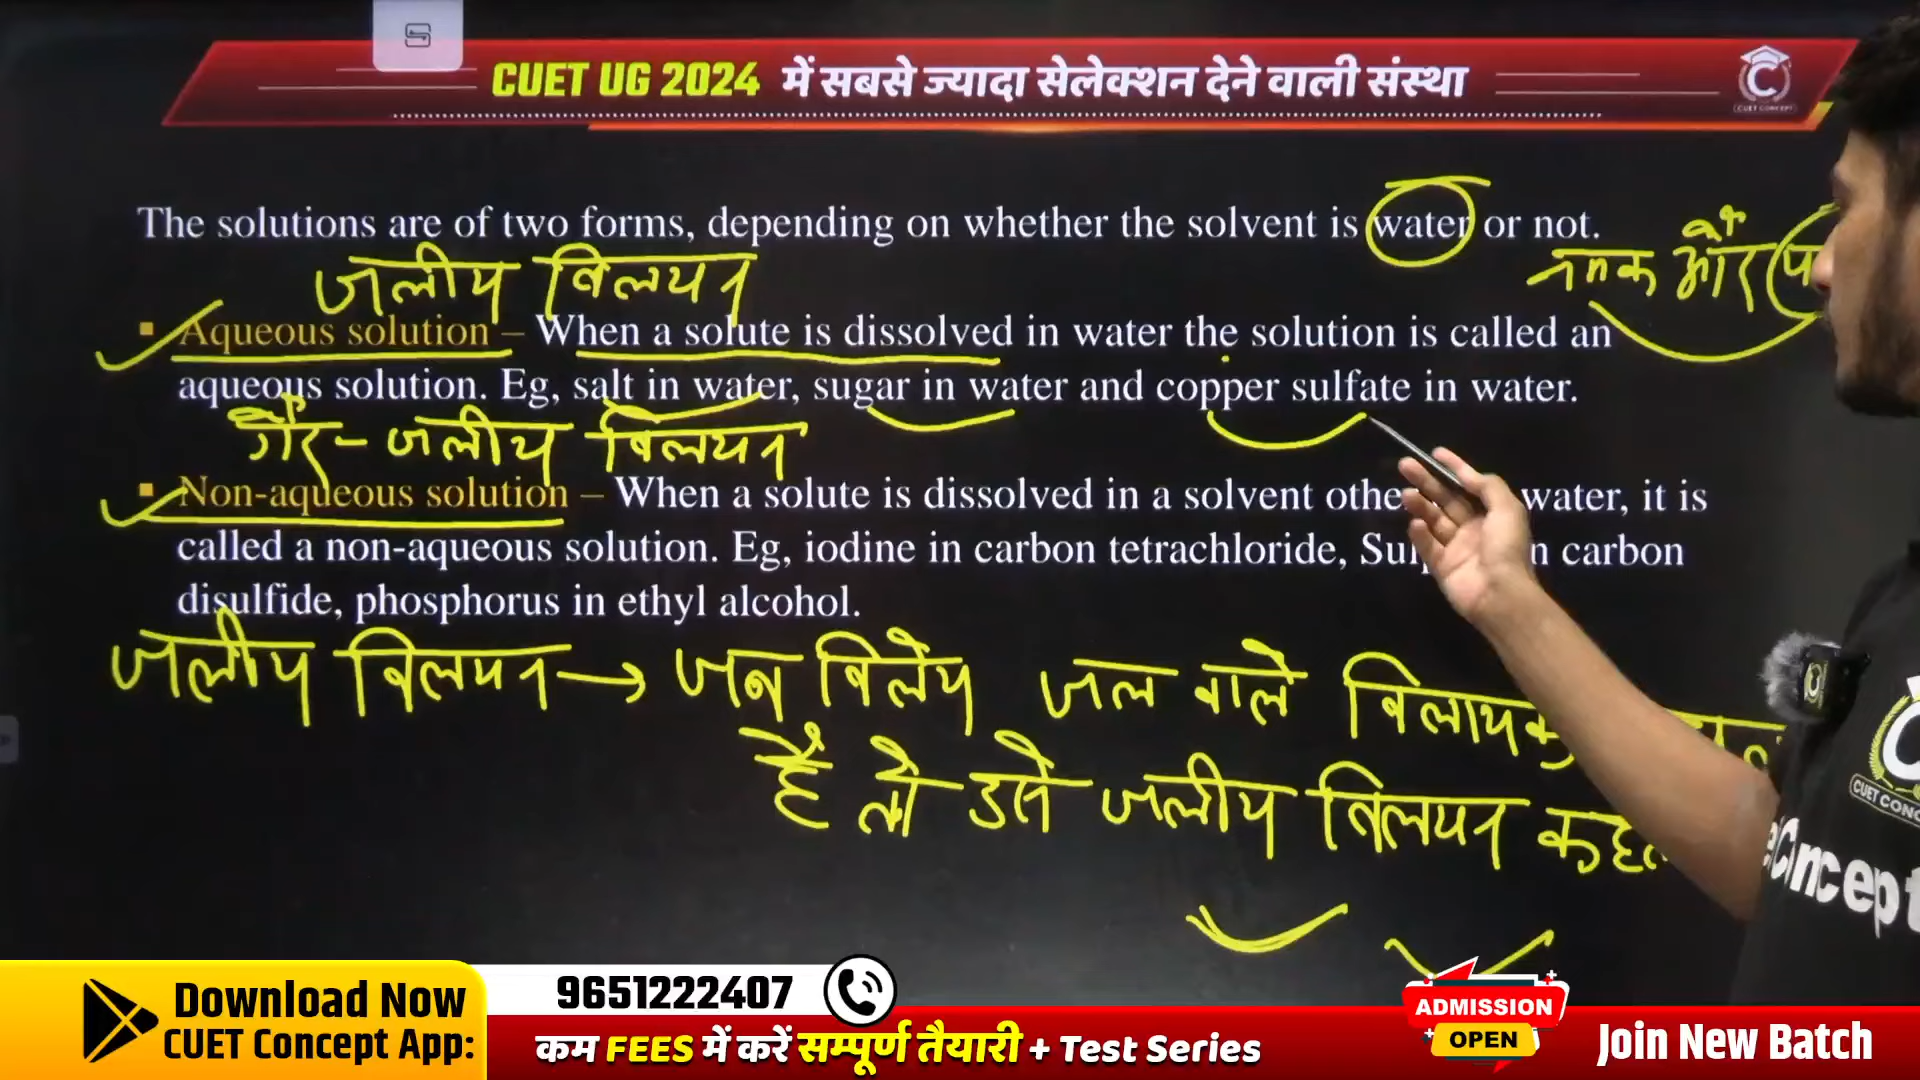 CUET UG 2024 में सबसे ज्यादा सेलेक्शन देने वाली संस्था
CUET CONCEPT
The solutions are of two forms, depending on whether the solvent is water or not.
नमक और
जलीय विलयन
▪ Aqueous solution – When a solute is dissolved in water the solution is called an
aqueous solution. Eg, salt in water, sugar in water and copper sulfate in water.
गैर-जलीय विलयन
▪ Non-aqueous solution – When a solute is dissolved in a solvent water, it is
called a non-aqueous solution. Eg, iodine in carbon tetrachloride, carbon
disulfide, phosphorus in ethyl alcohol.
जलीय विलयन → जब विलेय जल वाले विलायक
है तो उसे जलीय विलयन
Download Now
CUET Concept App:
9651222407
कम FEES में करें सम्पूर्ण तैयारी + Test Series
ADMISSION
OPEN
Join New Batch